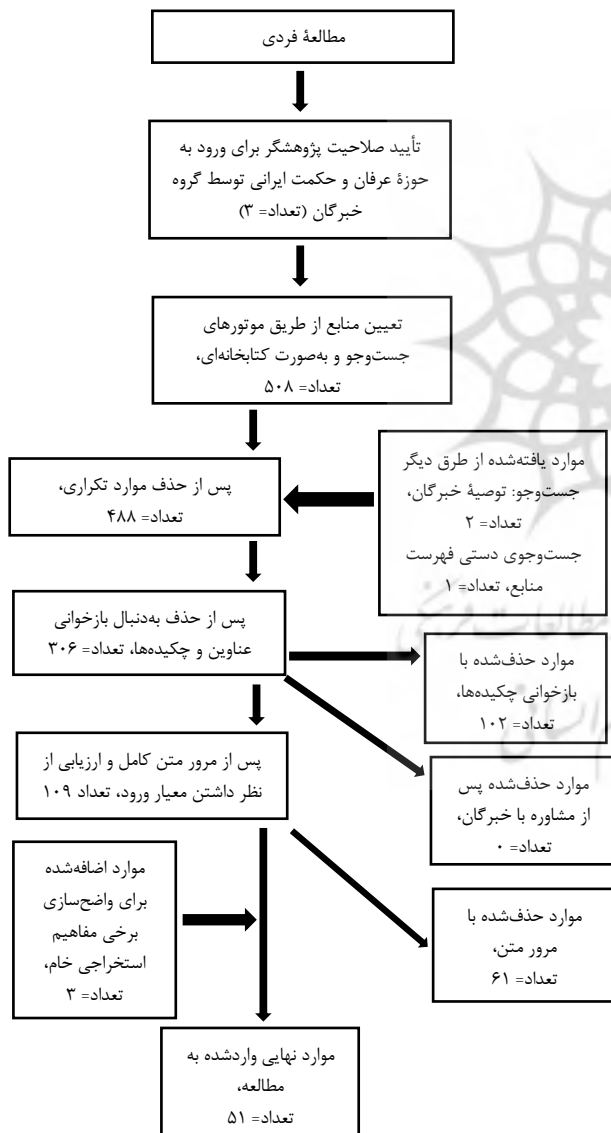 مطالعهٔ فردی
تأیید صلاحیت پژوهشگر برای ورود به
حوزهٔ عرفان و حکمت ایرانی توسط گروه
خبرگان (تعداد= ۳)
تعیین منابع از طریق موتورهای
جست‌وجو و به‌صورت کتابخانه‌ای،
تعداد= ۵۰۸
موارد یافته‌شده از طرق دیگر
جست‌وجو: توصیهٔ خبرگان،
تعداد= ۲
جست‌وجوی دستی فهرست
منابع، تعداد= ۱
پس از حذف موارد تکراری،
تعداد= ۴۸۸
پس از حذف به‌دنبال بازخوانی
عناوین و چکیده‌ها، تعداد= ۳۰۶
موارد حذف‌شده با
بازخوانی چکیده‌ها،
تعداد= ۱۰۲
موارد حذف‌شده پس
از مشاوره با خبرگان،
تعداد= ۰
پس از مرور متن کامل و ارزیابی از
نظر داشتن معیار ورود، تعداد ۱۰۹
موارد حذف‌شده با
مرور متن،
تعداد= ۶۱
موارد اضافه‌شده
برای واضح‌سازی
برخی مفاهیم
استخراجی خام،
تعداد= ۳
موارد نهایی واردشده به
مطالعه،
تعداد= ۵۱